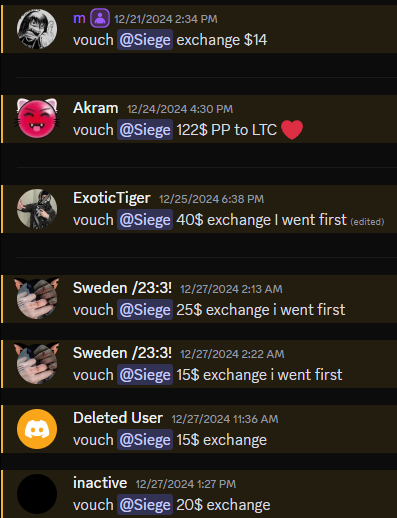 m 12/21/2024 2:34 PM
vouch @Siege exchange $14
Akram 12/24/2024 4:30 PM
vouch @Siege 122$ PP to LTC ❤️
ExoticTiger 12/25/2024 6:38 PM
vouch @Siege 40$ exchange I went first (edited)
Sweden /23:3! 12/27/2024 2:13 AM
vouch @Siege 25$ exchange i went first
Sweden /23:3! 12/27/2024 2:22 AM
vouch @Siege 15$ exchange i went first
Deleted User 12/27/2024 11:36 AM
vouch @Siege 15$ exchange
inactive 12/27/2024 1:27 PM
vouch @Siege 20$ exchange